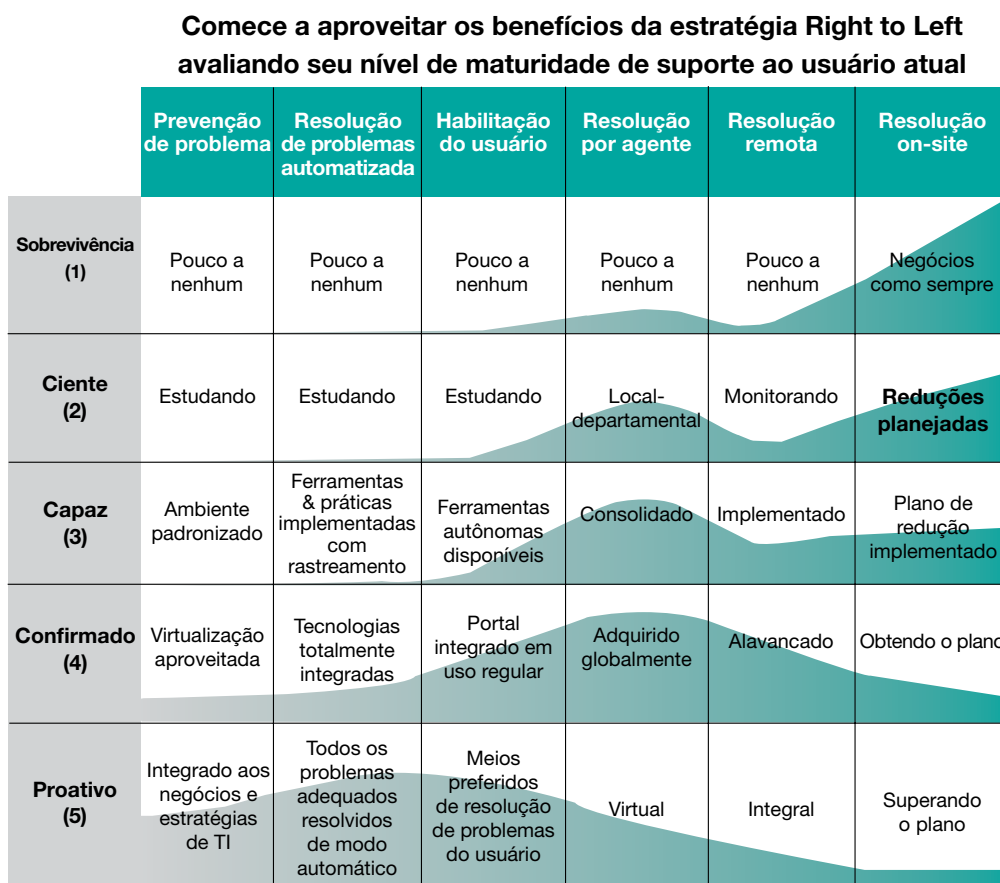 Comece a aproveitar os benefícios da estratégia Right to Left
avaliando seu nível de maturidade de suporte ao usuário atual
Prevenção
de problema
Resolução
de problemas
automatizada
Habilitação
do usuário
Resolução
por agente
Resolução
remota
Resolução
on-site
Sobrevivência
(1)
Pouco a
nenhum
Pouco a
nenhum
Pouco a
nenhum
Pouco a
nenhum
Pouco a
nenhum
Negócios
como sempre
Ciente
(2)
Estudando
Estudando
Estudando
Local-
departamental
Monitorando
Reduções
planejadas
Capaz
(3)
Ambiente
padronizado
Ferramentas
& práticas
implementadas
com
rastreamento
Ferramentas
autônomas
disponíveis
Consolidado
Implementado
Plano de
redução
implementado
Confirmado
(4)
Virtualização
aproveitada
Tecnologias
totalmente
integradas
Portal
integrado em
uso regular
Adquirido
globalmente
Alavancado
Obtendo o plano
Proativo
(5)
Integrado aos
negócios e
estratégias
de TI
Todos os
problemas
adequados
resolvidos
de modo
automático
Meios
preferidos
de resolução
de problemas
do usuário
Virtual
Integral
Superando
o plano